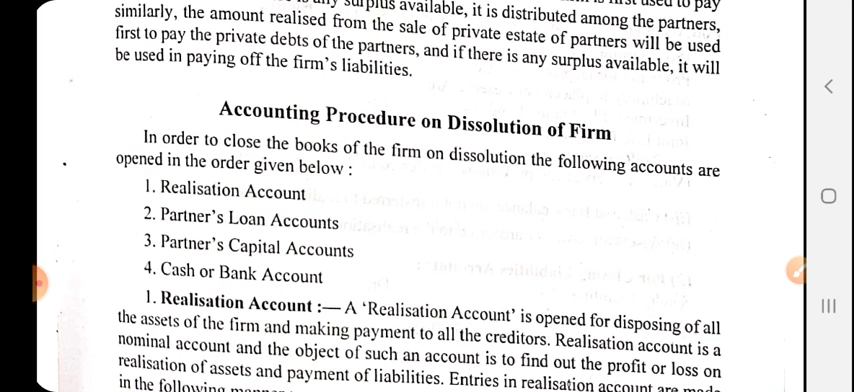 surplus available, it is distributed among the partners,
similarly, the amount realised from the sale of private estate of partners will be used
first to pay the private debts of the partners, and if there is any surplus available, it will
be used in paying off the firm's liabilities.
Accounting Procedure on Dissolution of Firm
In order to close the books of the firm on dissolution the following accounts are
opened in the order given below :
1. Realisation Account
2. Partner's Loan Accounts
3. Partner's Capital Accounts
4. Cash or Bank Account
1. Realisation Account :— A 'Realisation Account' is opened for disposing of all
the assets of the firm and making payment to all the creditors. Realisation account is a
nominal account and the object of such an account is to find out the profit or loss on
realisation of assets and payment of liabilities. Entries in realisation account are made
in the following